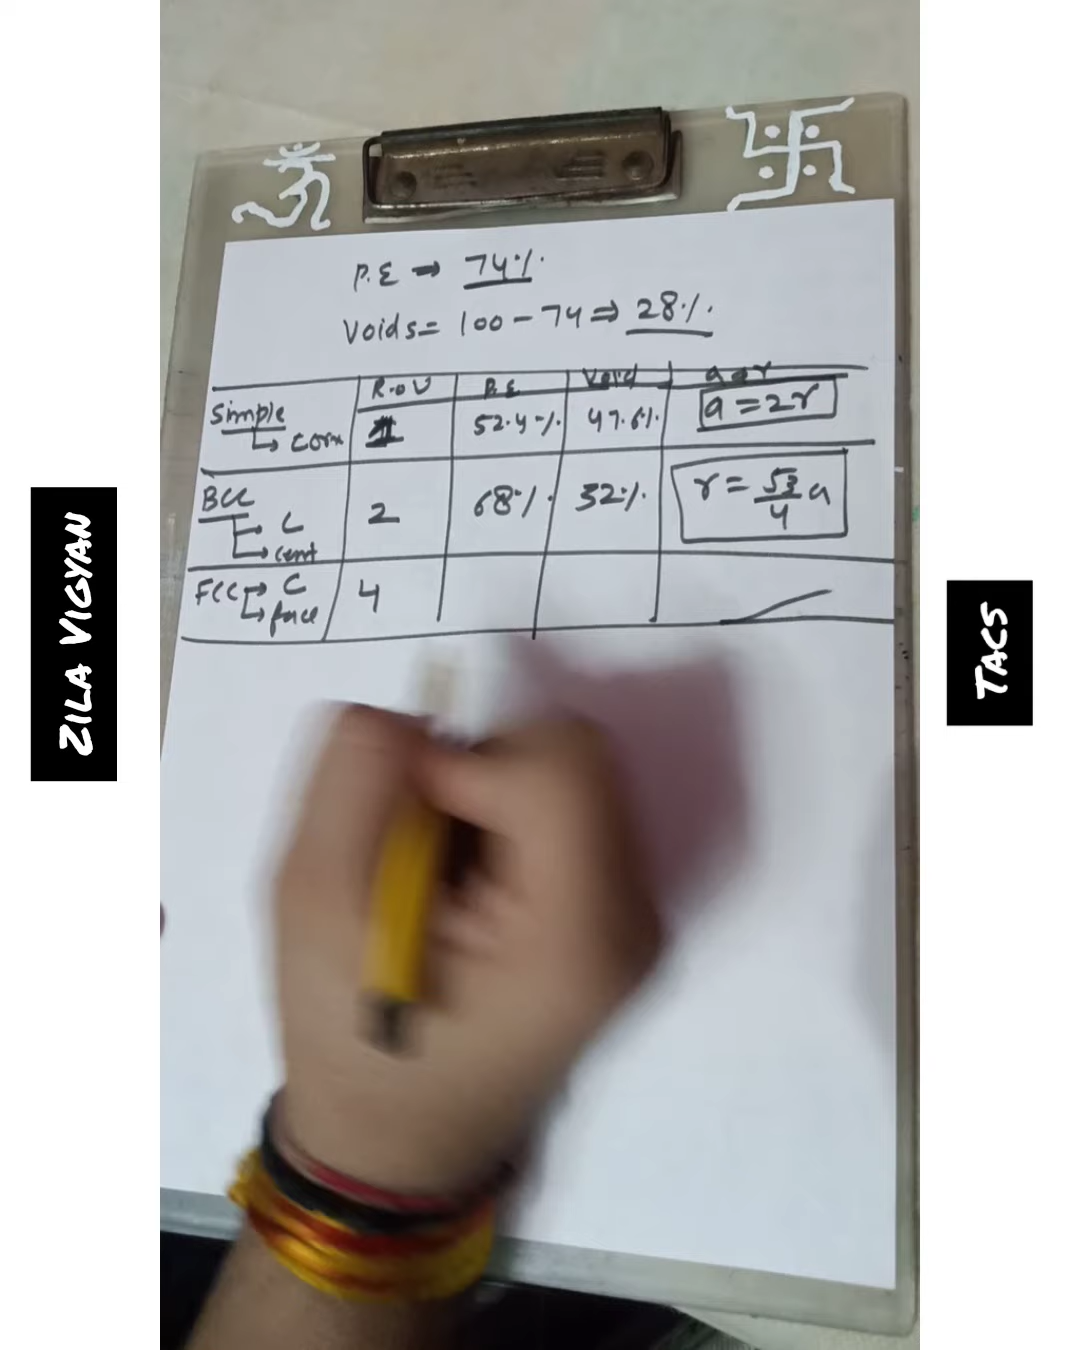 ॐ
P.E → 74%.
Voids = 100 - 74 ⇒ 28%.
R.O.U P.E Void a & r
Simple 52.4% 47.6% a = 2r
↳ Corn
BCC 2 68% 32% r = √3/4 a
↳ C
↳ cent
FCC ↳ C 4
↳ face
ZILA VIGYAN
TACS